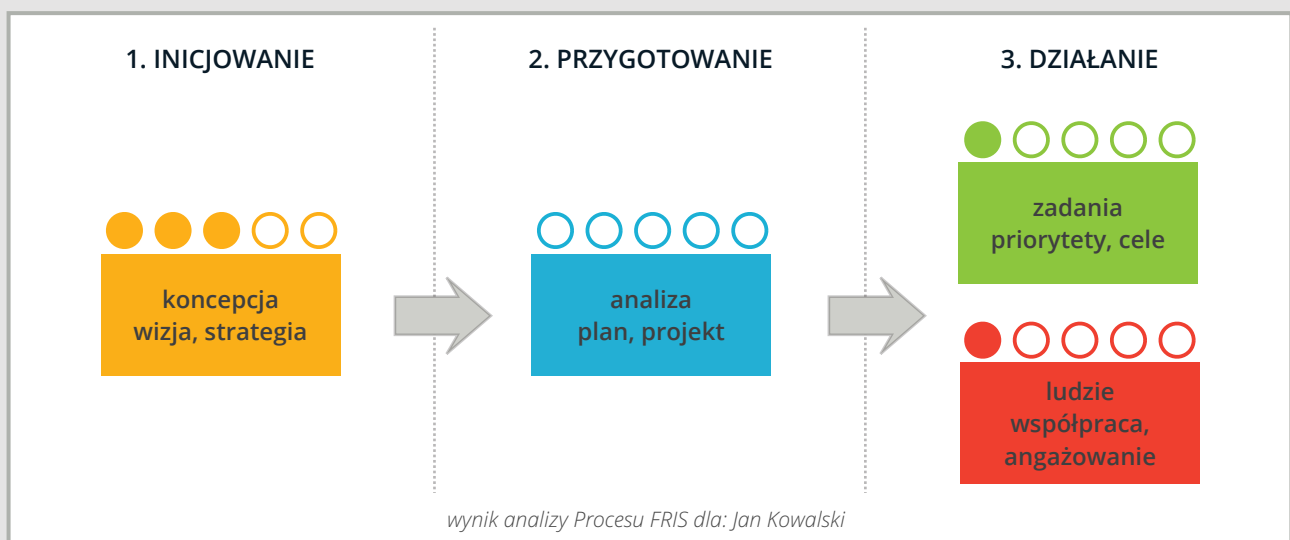 1. INICJOWANIE
koncepcja
wizja, strategia
2. PRZYGOTOWANIE
analiza
plan, projekt
3. DZIAŁANIE
zadania
priorytety, cele
ludzie
współpraca,
angażowanie
wynik analizy Procesu FRIS dla: Jan Kowalski